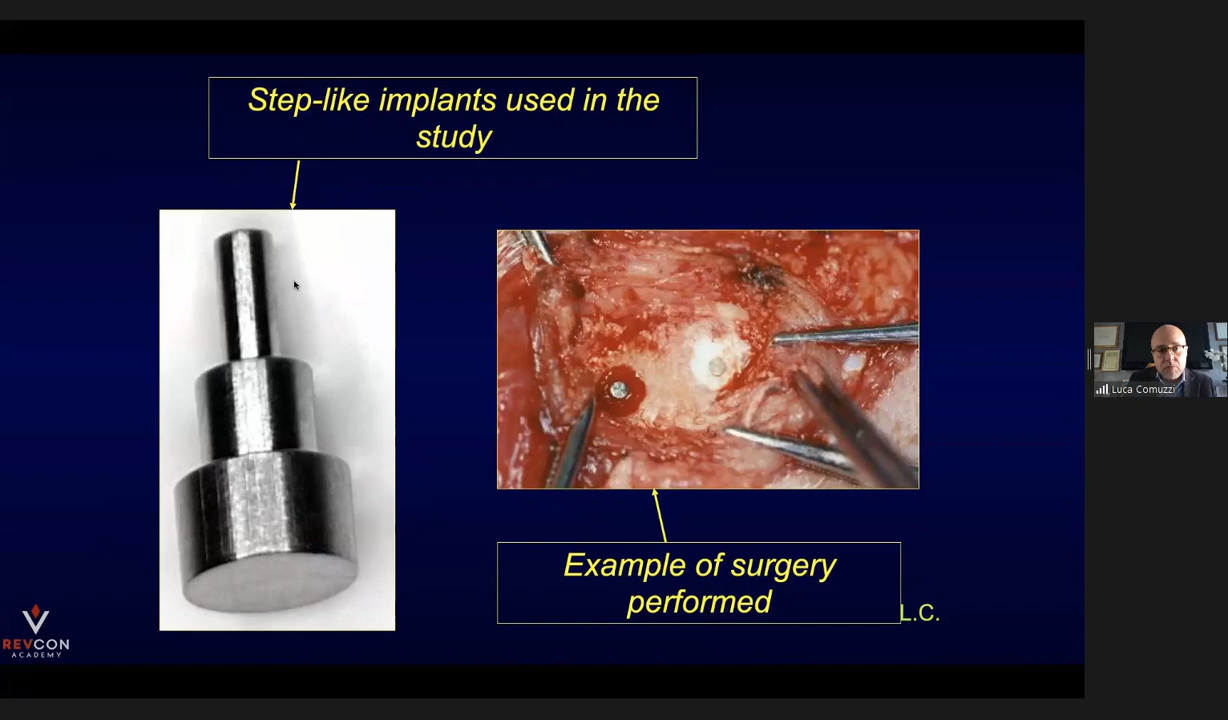 Step-like implants used in the
study
Example of surgery
performed
L.C.
REVCON
ACADEMY
Luca Comuzzi